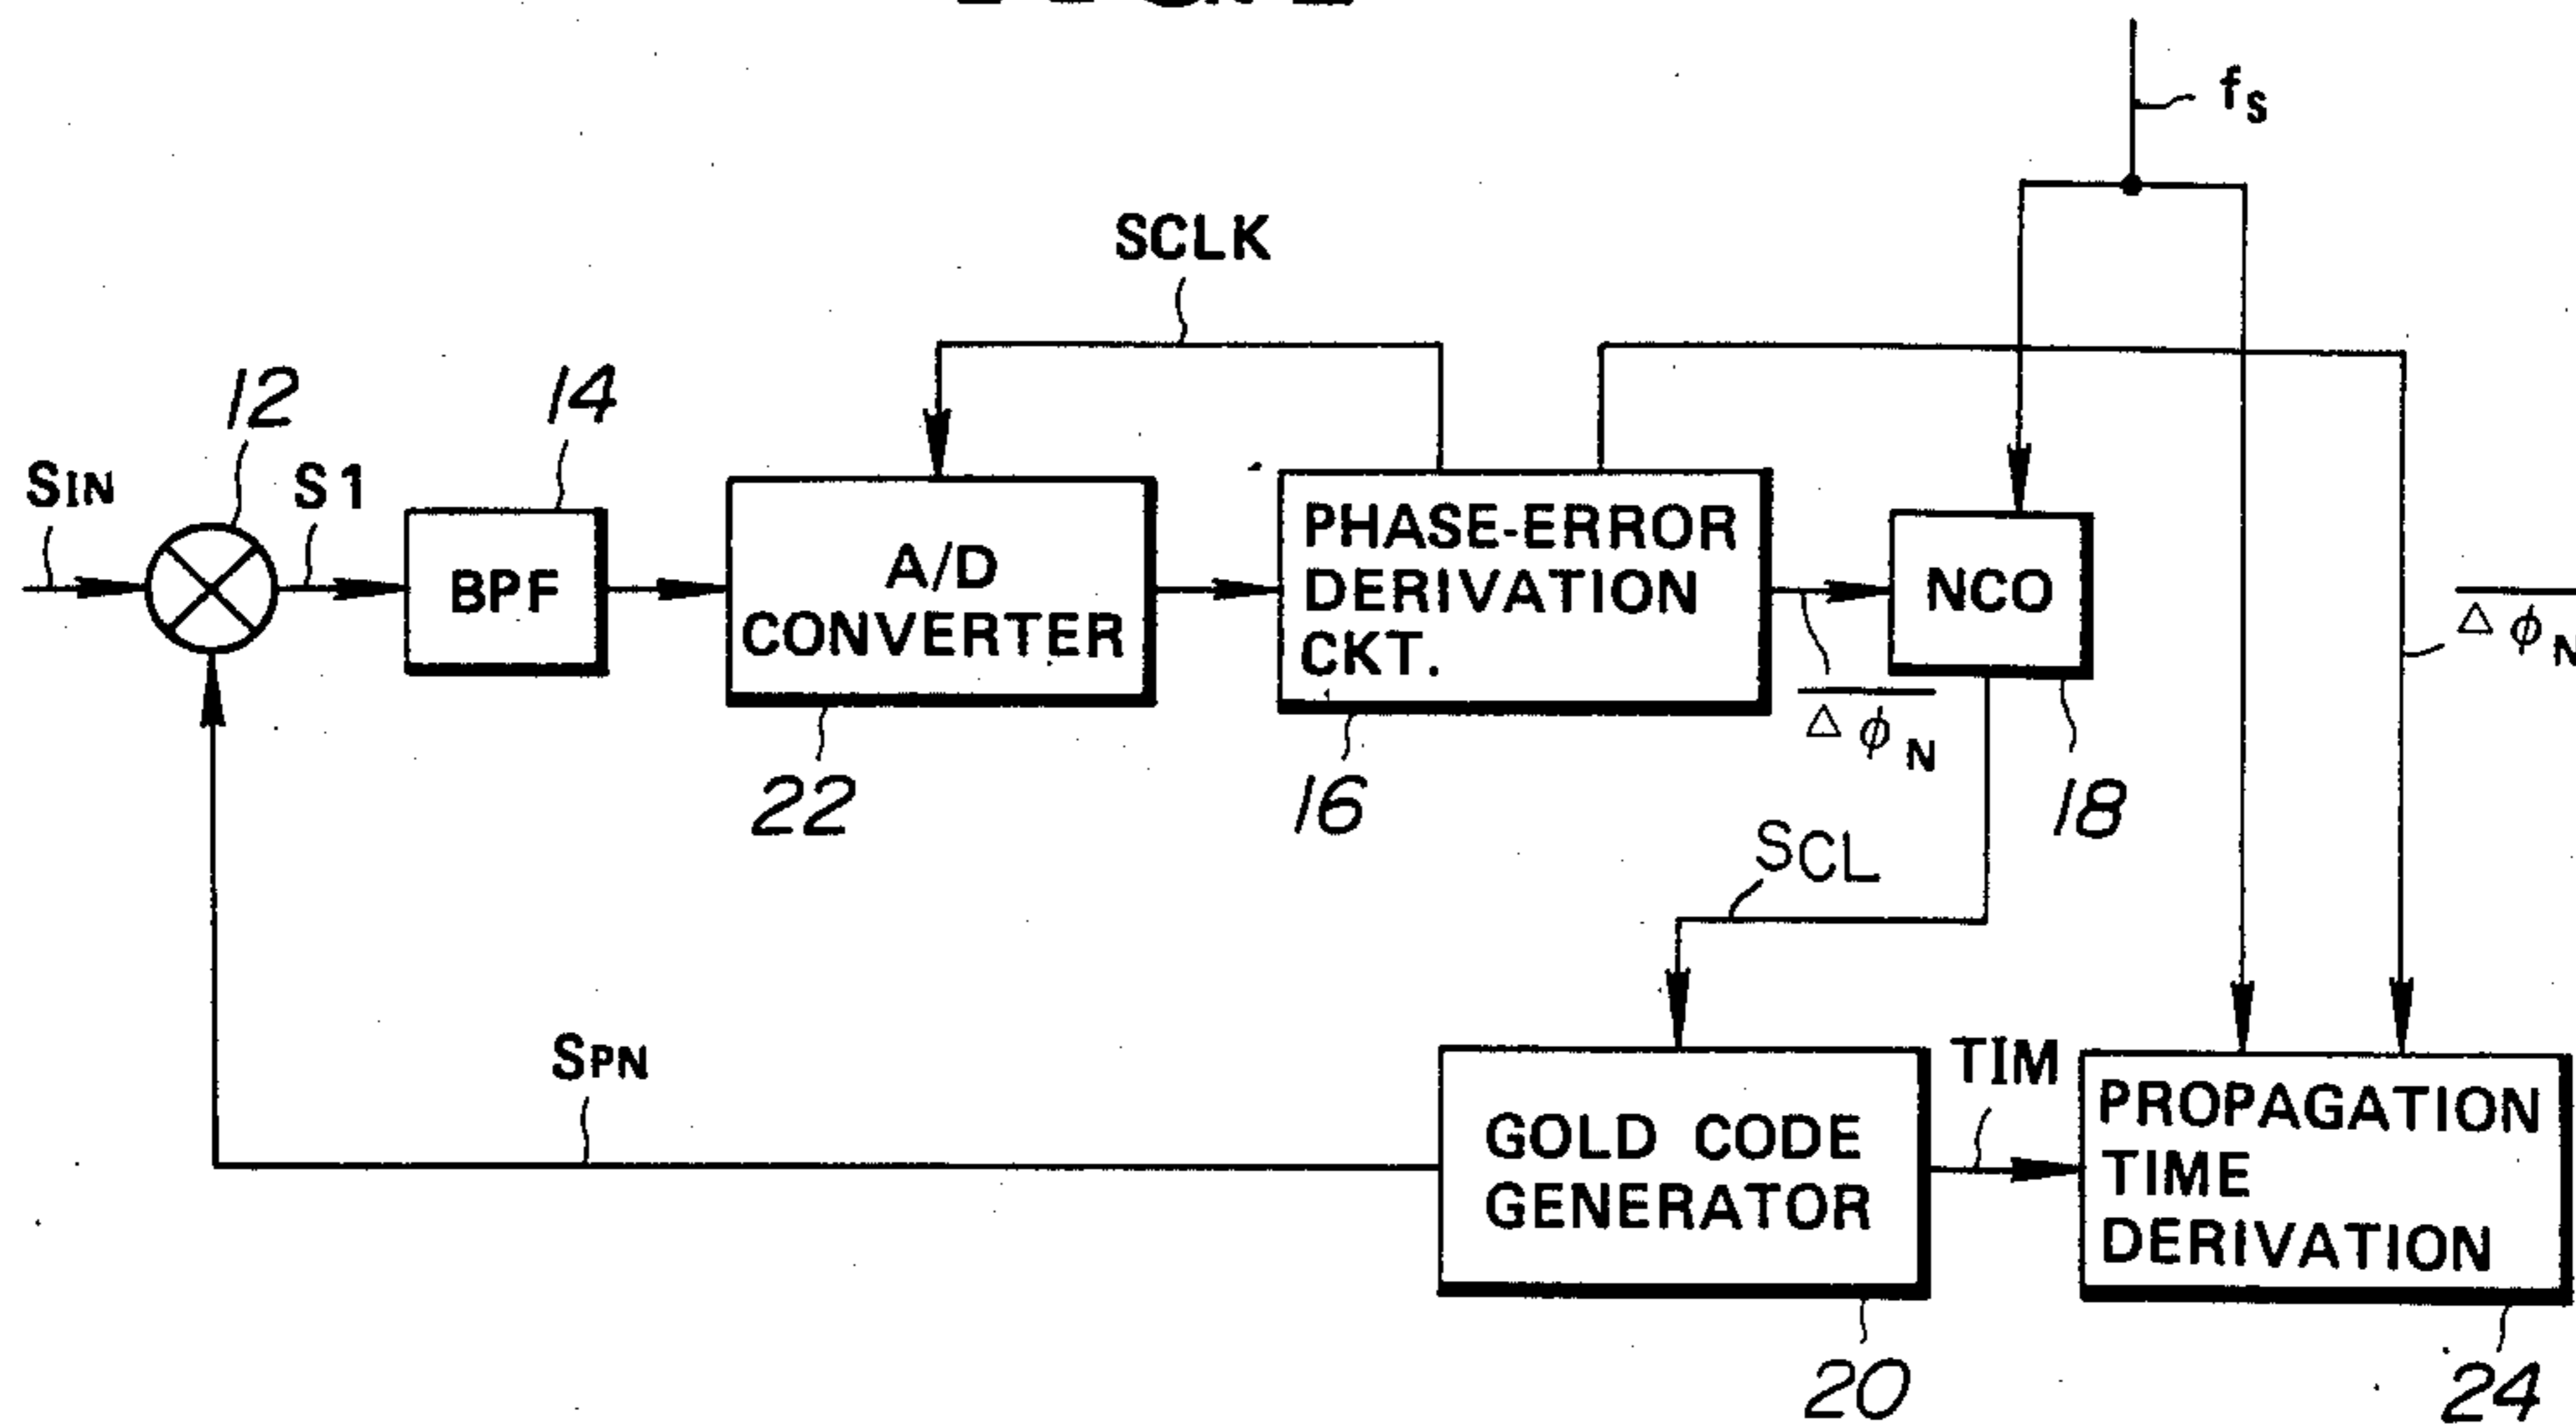 fS
SCLK
12
14
SIN
S1
BPF
A/D
CONVERTER
PHASE-ERROR
DERIVATION
CKT.
NCO
Δϕ N
Δϕ N
22
16
18
SCL
SPN
TIM
GOLD CODE
GENERATOR
PROPAGATION
TIME
DERIVATION
20
24